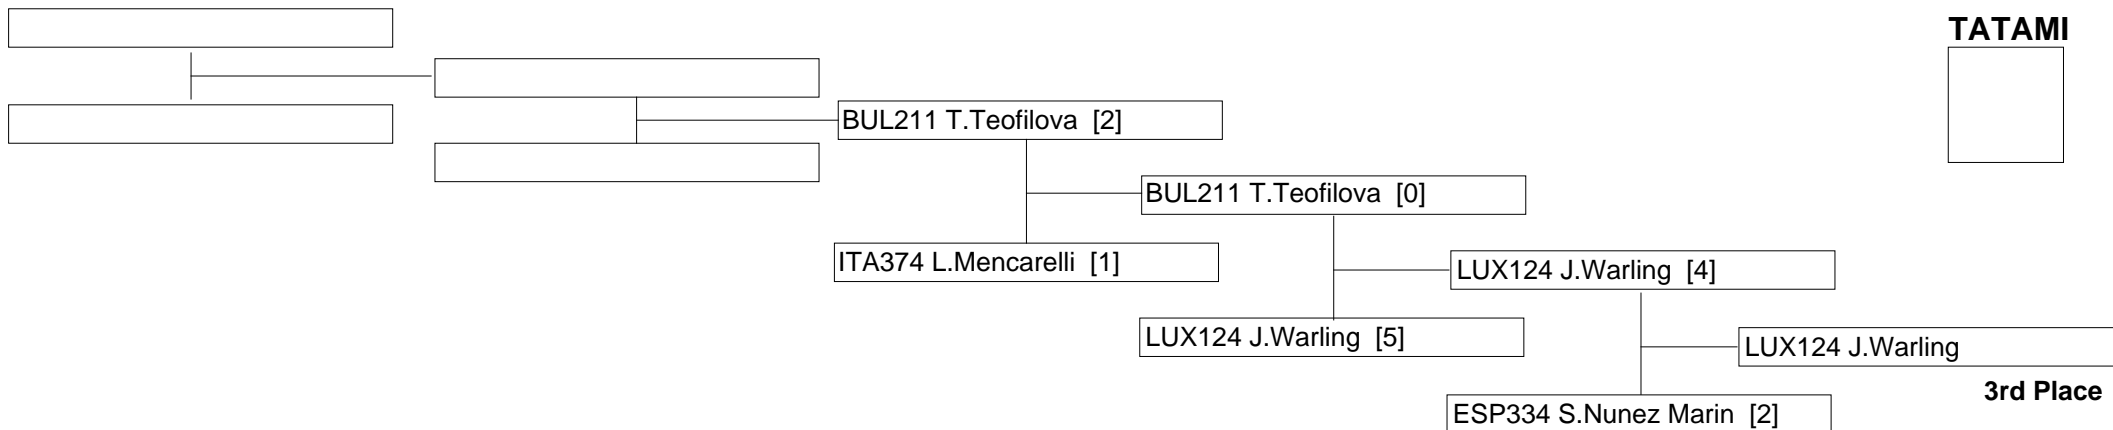 TATAMI
BUL211 T.Teofilova [2]
BUL211 T.Teofilova [0]
ITA374 L.Mencarelli [1]
LUX124 J.Warling [4]
LUX124 J.Warling [5]
LUX124 J.Warling
3rd Place
ESP334 S.Nunez Marin [2]